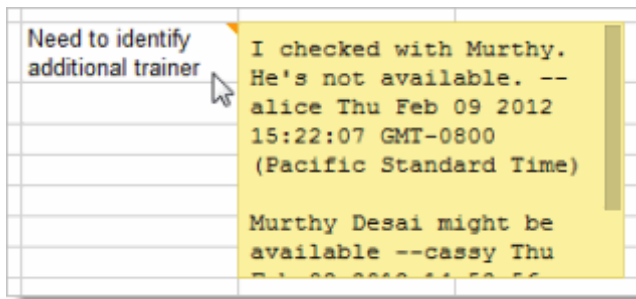 Need to identify
additional trainer
I checked with Murthy.
He's not available. --
alice Thu Feb 09 2012
15:22:07 GMT-0800
(Pacific Standard Time)
Murthy Desai might be
available --cassy Thu